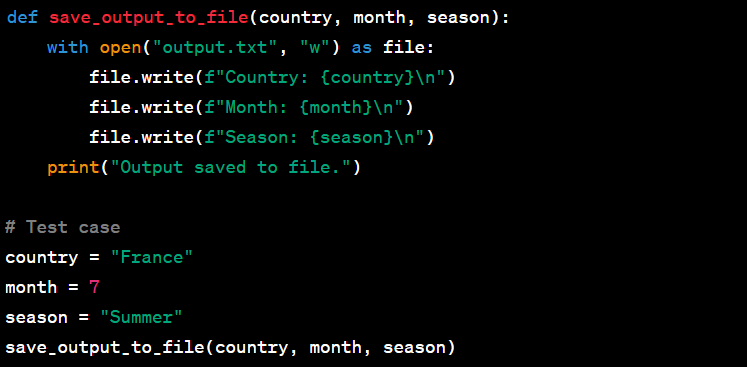 def save_output_to_file(country, month, season):
    with open("output.txt", "w") as file:
        file.write(f"Country: {country}\n")
        file.write(f"Month: {month}\n")
        file.write(f"Season: {season}\n")
    print("Output saved to file.")

# Test case
country = "France"
month = 7
season = "Summer"
save_output_to_file(country, month, season)